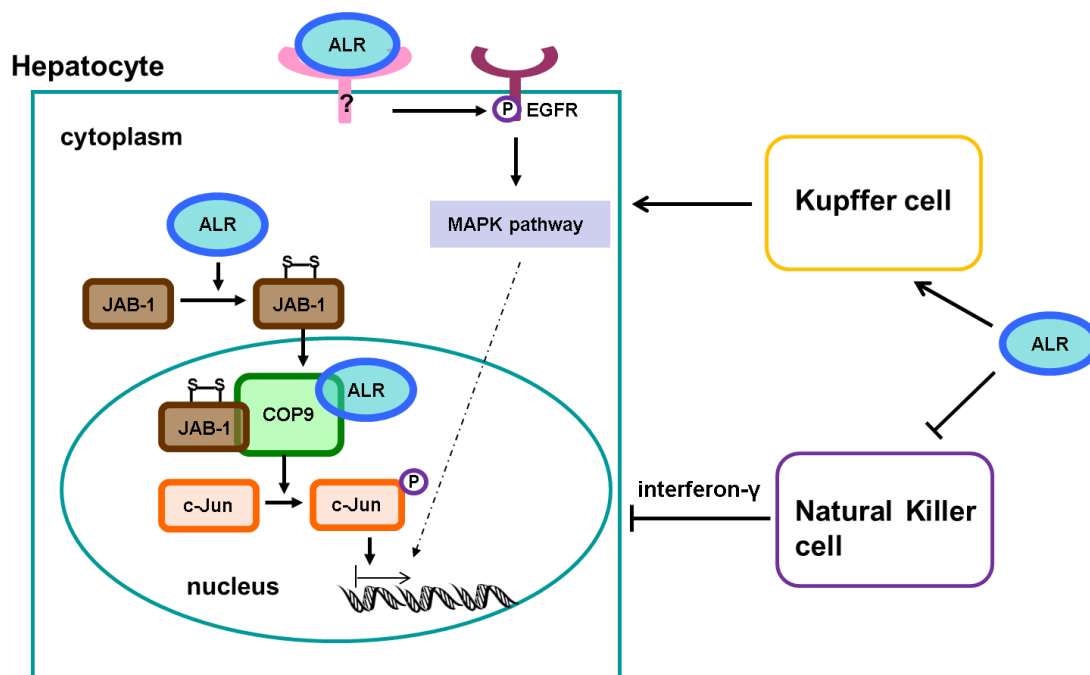 ALR
Hepatocyte
?
P
EGFR
cytoplasm
Kupffer cell
ALR
MAPK pathway
S S
JAB-1
JAB-1
ALR
S S
ALR
COP9
JAB-1
P
interferon-γ
c-Jun
c-Jun
Natural Killer
cell
nucleus